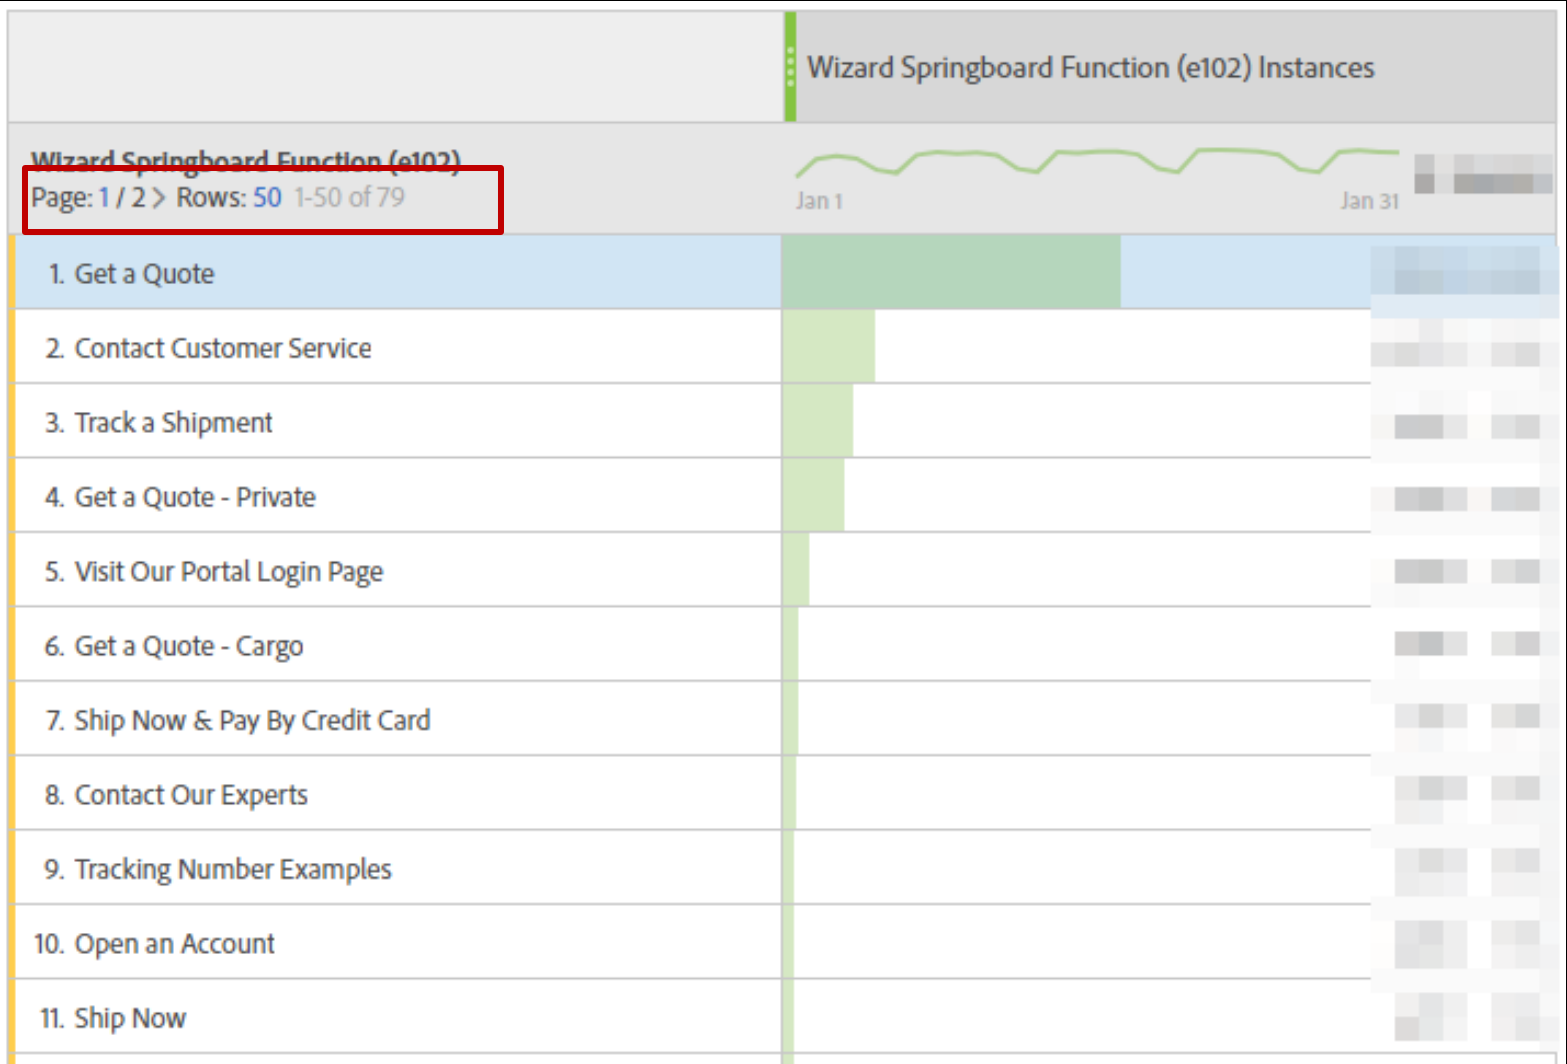 Wizard Springboard Function (e102) Instances
Wizard Springboard Function (e102)
Page: 1 / 2 > Rows: 50 1-50 of 79
Jan 1
Jan 31
1. Get a Quote
2. Contact Customer Service
3. Track a Shipment
4. Get a Quote - Private
5. Visit Our Portal Login Page
6. Get a Quote - Cargo
7. Ship Now & Pay By Credit Card
8. Contact Our Experts
9. Tracking Number Examples
10. Open an Account
11. Ship Now